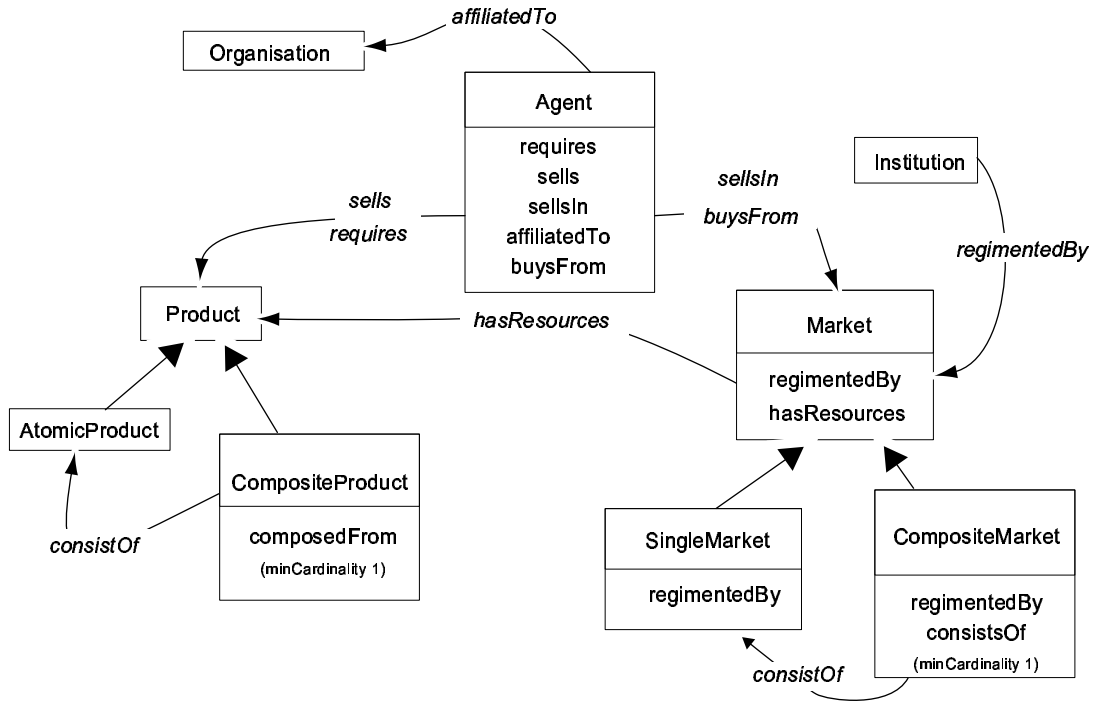 affiliatedTo
Organisation
Agent
requires
sells
sellsIn
affiliatedTo
buysFrom
Institution
sellsIn
buysFrom
sells
requires
regimentedBy
Product
hasResources
Market
regimentedBy
hasResources
AtomicProduct
CompositeProduct
composedFrom
(minCardinality 1)
consistOf
SingleMarket
regimentedBy
CompositeMarket
regimentedBy
consistsOf
(minCardinality 1)
consistOf